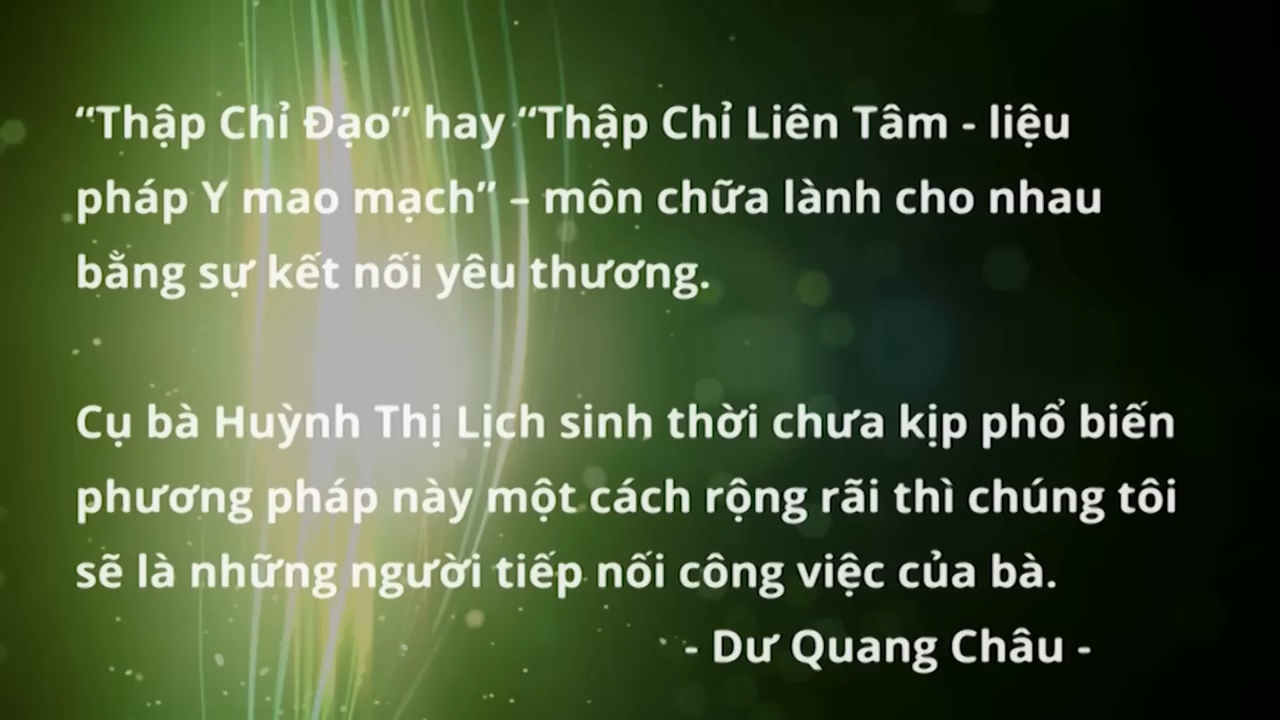 “Thập Chỉ Đạo” hay “Thập Chỉ Liên Tâm - liệu
pháp Y mao mạch” – môn chữa lành cho nhau
bằng sự kết nối yêu thương.
Cụ bà Huỳnh Thị Lịch sinh thời chưa kịp phổ biến
phương pháp này một cách rộng rãi thì chúng tôi
sẽ là những người tiếp nối công việc của bà.
- Dư Quang Châu -